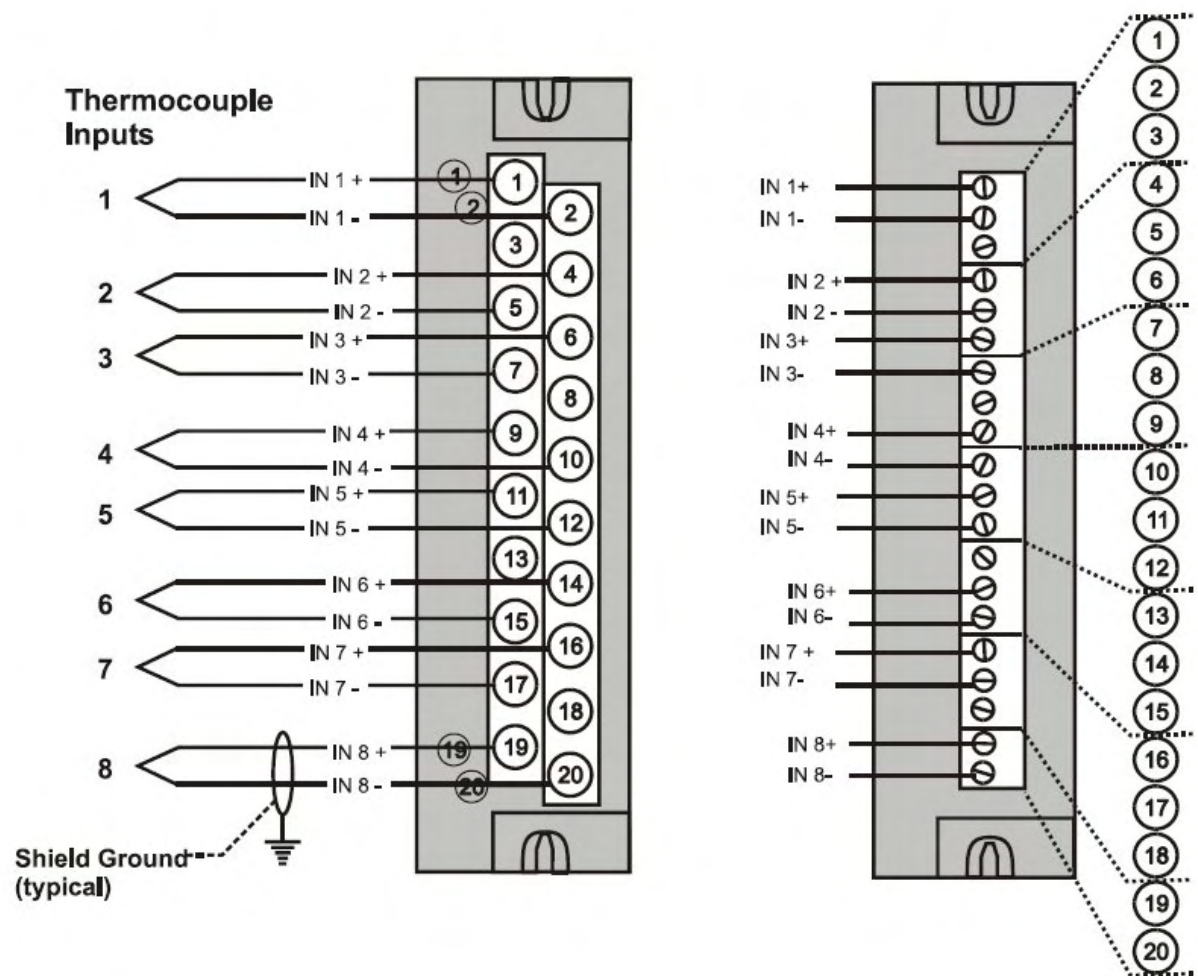 Thermocouple
Inputs
1
IN 1 +
IN 1 -
2
IN 2 +
IN 2 -
3
IN 3 +
IN 3 -
4
IN 4 +
IN 4 -
5
IN 5 +
IN 5 -
6
IN 6 +
IN 6 -
7
IN 7 +
IN 7 -
8
IN 8 +
IN 8 -
Shield Ground
(typical)
1
2
19
20
1
2
3
4
5
6
7
8
9
10
11
12
13
14
15
16
17
18
19
20
IN 1+
IN 1-
IN 2 +
IN 2 -
IN 3+
IN 3-
IN 4+
IN 4-
IN 5+
IN 5-
IN 6+
IN 6-
IN 7 +
IN 7-
IN 8+
IN 8-
1
2
3
4
5
6
7
8
9
10
11
12
13
14
15
16
17
18
19
20